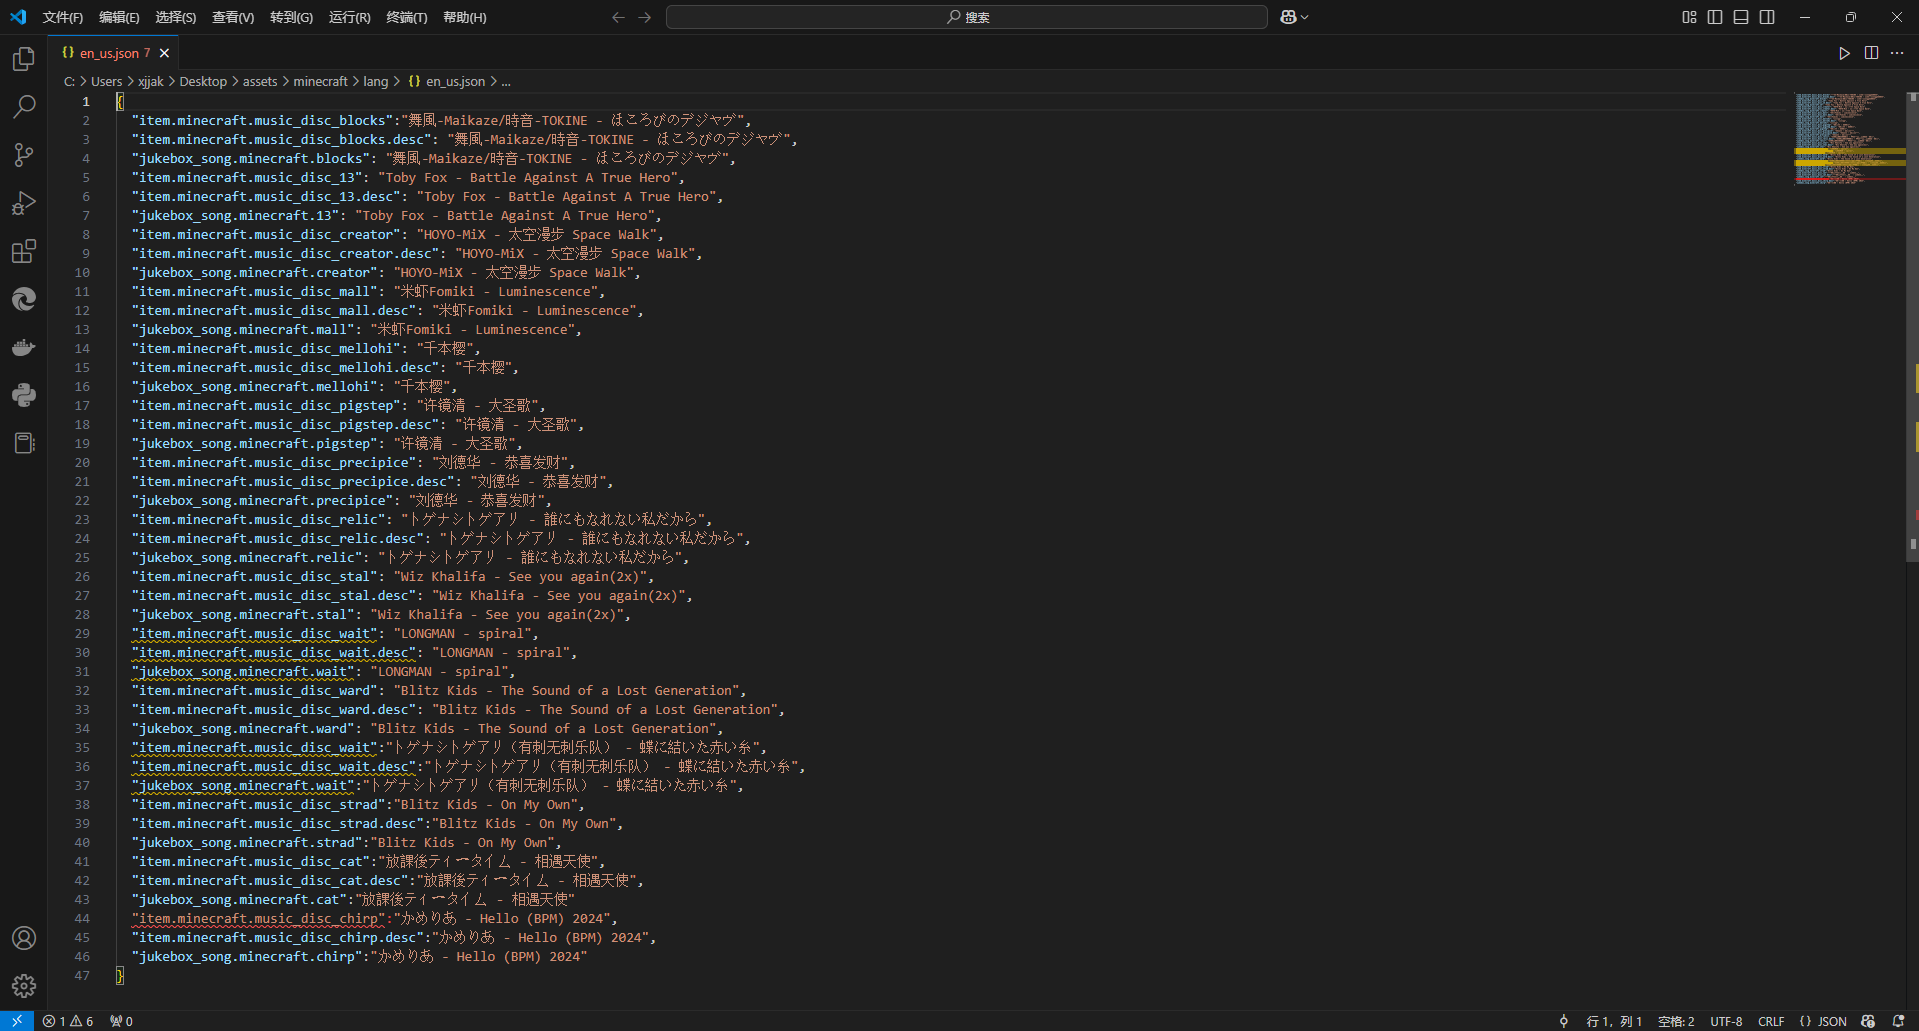 文件(F) 编辑(E) 选择(S) 查看(V) 转到(G) 运行(R) 终端(T) 帮助(H) 搜索
{} en_us.json 7
C: > Users > xjjak > Desktop > assets > minecraft > lang > {} en_us.json > ...
1 {
2 "item.minecraft.music_disc_blocks":"舞風-Maikaze/時音-TOKINE - ほころびのデジャヴ",
3 "item.minecraft.music_disc_blocks.desc": "舞風-Maikaze/時音-TOKINE - ほころびのデジャヴ",
4 "jukebox_song.minecraft.blocks": "舞風-Maikaze/時音-TOKINE - ほころびのデジャヴ",
5 "item.minecraft.music_disc_13": "Toby Fox - Battle Against A True Hero",
6 "item.minecraft.music_disc_13.desc": "Toby Fox - Battle Against A True Hero",
7 "jukebox_song.minecraft.13": "Toby Fox - Battle Against A True Hero",
8 "item.minecraft.music_disc_creator": "HOYO-MiX - 太空漫步 Space Walk",
9 "item.minecraft.music_disc_creator.desc": "HOYO-MiX - 太空漫步 Space Walk",
10 "jukebox_song.minecraft.creator": "HOYO-MiX - 太空漫步 Space Walk",
11 "item.minecraft.music_disc_mall": "米虾Fomiki - Luminescence",
12 "item.minecraft.music_disc_mall.desc": "米虾Fomiki - Luminescence",
13 "jukebox_song.minecraft.mall": "米虾Fomiki - Luminescence",
14 "item.minecraft.music_disc_mellohi": "千本樱",
15 "item.minecraft.music_disc_mellohi.desc": "千本樱",
16 "jukebox_song.minecraft.mellohi": "千本樱",
17 "item.minecraft.music_disc_pigstep": "许镜清 - 大圣歌",
18 "item.minecraft.music_disc_pigstep.desc": "许镜清 - 大圣歌",
19 "jukebox_song.minecraft.pigstep": "许镜清 - 大圣歌",
20 "item.minecraft.music_disc_precipice": "刘德华 - 恭喜发财",
21 "item.minecraft.music_disc_precipice.desc": "刘德华 - 恭喜发财",
22 "jukebox_song.minecraft.precipice": "刘德华 - 恭喜发财",
23 "item.minecraft.music_disc_relic": "トゲナシトゲアリ - 誰にもなれない私だから",
24 "item.minecraft.music_disc_relic.desc": "トゲナシトゲアリ - 誰にもなれない私だから",
25 "jukebox_song.minecraft.relic": "トゲナシトゲアリ - 誰にもなれない私だから",
26 "item.minecraft.music_disc_stal": "Wiz Khalifa - See you again(2x)",
27 "item.minecraft.music_disc_stal.desc": "Wiz Khalifa - See you again(2x)",
28 "jukebox_song.minecraft.stal": "Wiz Khalifa - See you again(2x)",
29 "item.minecraft.music_disc_wait": "LONGMAN - spiral",
30 "item.minecraft.music_disc_wait.desc": "LONGMAN - spiral",
31 "jukebox_song.minecraft.wait": "LONGMAN - spiral",
32 "item.minecraft.music_disc_ward": "Blitz Kids - The Sound of a Lost Generation",
33 "item.minecraft.music_disc_ward.desc": "Blitz Kids - The Sound of a Lost Generation",
34 "jukebox_song.minecraft.ward": "Blitz Kids - The Sound of a Lost Generation",
35 "item.minecraft.music_disc_wait":"トゲナシトゲアリ（有刺无刺乐队） - 蝶に結いた赤い糸",
36 "item.minecraft.music_disc_wait.desc":"トゲナシトゲアリ（有刺无刺乐队） - 蝶に結いた赤い糸",
37 "jukebox_song.minecraft.wait":"トゲナシトゲアリ（有刺无刺乐队） - 蝶に結いた赤い糸",
38 "item.minecraft.music_disc_strad":"Blitz Kids - On My Own",
39 "item.minecraft.music_disc_strad.desc":"Blitz Kids - On My Own",
40 "jukebox_song.minecraft.strad":"Blitz Kids - On My Own",
41 "item.minecraft.music_disc_cat":"放課後ティータイム - 相遇天使",
42 "item.minecraft.music_disc_cat.desc":"放課後ティータイム - 相遇天使",
43 "jukebox_song.minecraft.cat":"放課後ティータイム - 相遇天使"
44 "item.minecraft.music_disc_chirp":"かめりあ - Hello (BPM) 2024",
45 "item.minecraft.music_disc_chirp.desc":"かめりあ - Hello (BPM) 2024",
46 "jukebox_song.minecraft.chirp":"かめりあ - Hello (BPM) 2024"
47 }
1 6 0 行 1，列 1 空格: 2 UTF-8 CRLF {} JSON